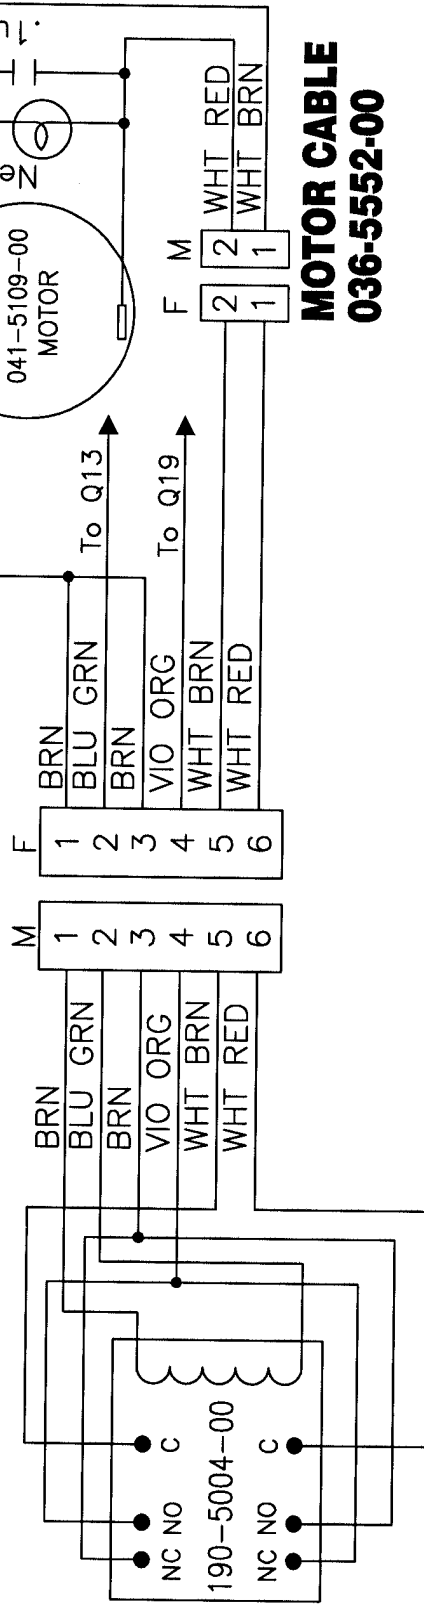 MOTOR CABLE
036-5552-00
.1u
Ne
041-5109-00
MOTOR
WHT RED
WHT BRN
M
2
1
F
2
1
To Q13
To Q19
BRN
BLU GRN
BRN
VIO ORG
WHT BRN
WHT RED
F
1
2
3
4
5
6
M
1
2
3
4
5
6
BRN
BLU GRN
BRN
VIO ORG
WHT BRN
WHT RED
NC NO C
190-5004-00
NC NO C